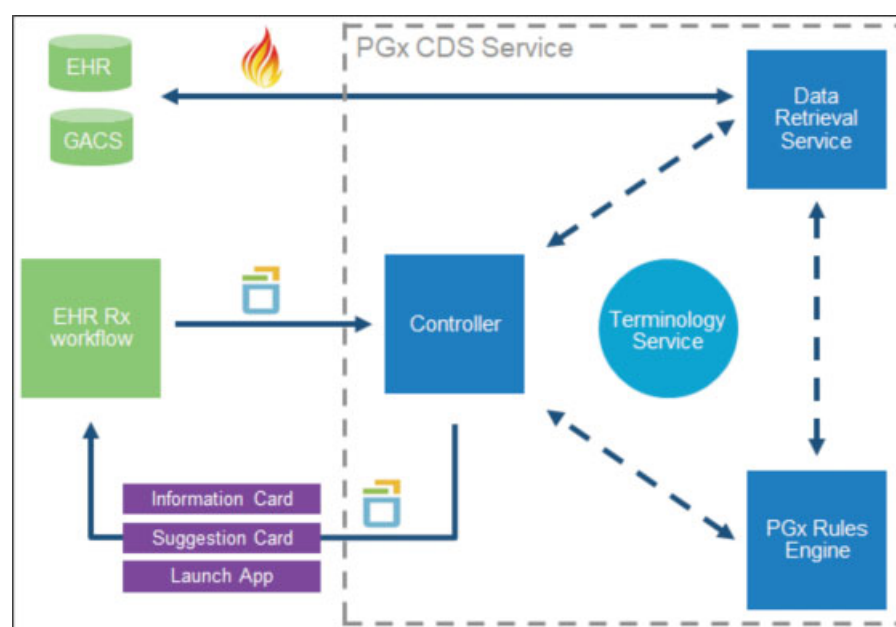 PGx CDS Service
EHR
GACS
Data
Retrieval
Service
EHR Rx
workflow
Controller
Terminology
Service
Information Card
Suggestion Card
Launch App
PGx Rules
Engine